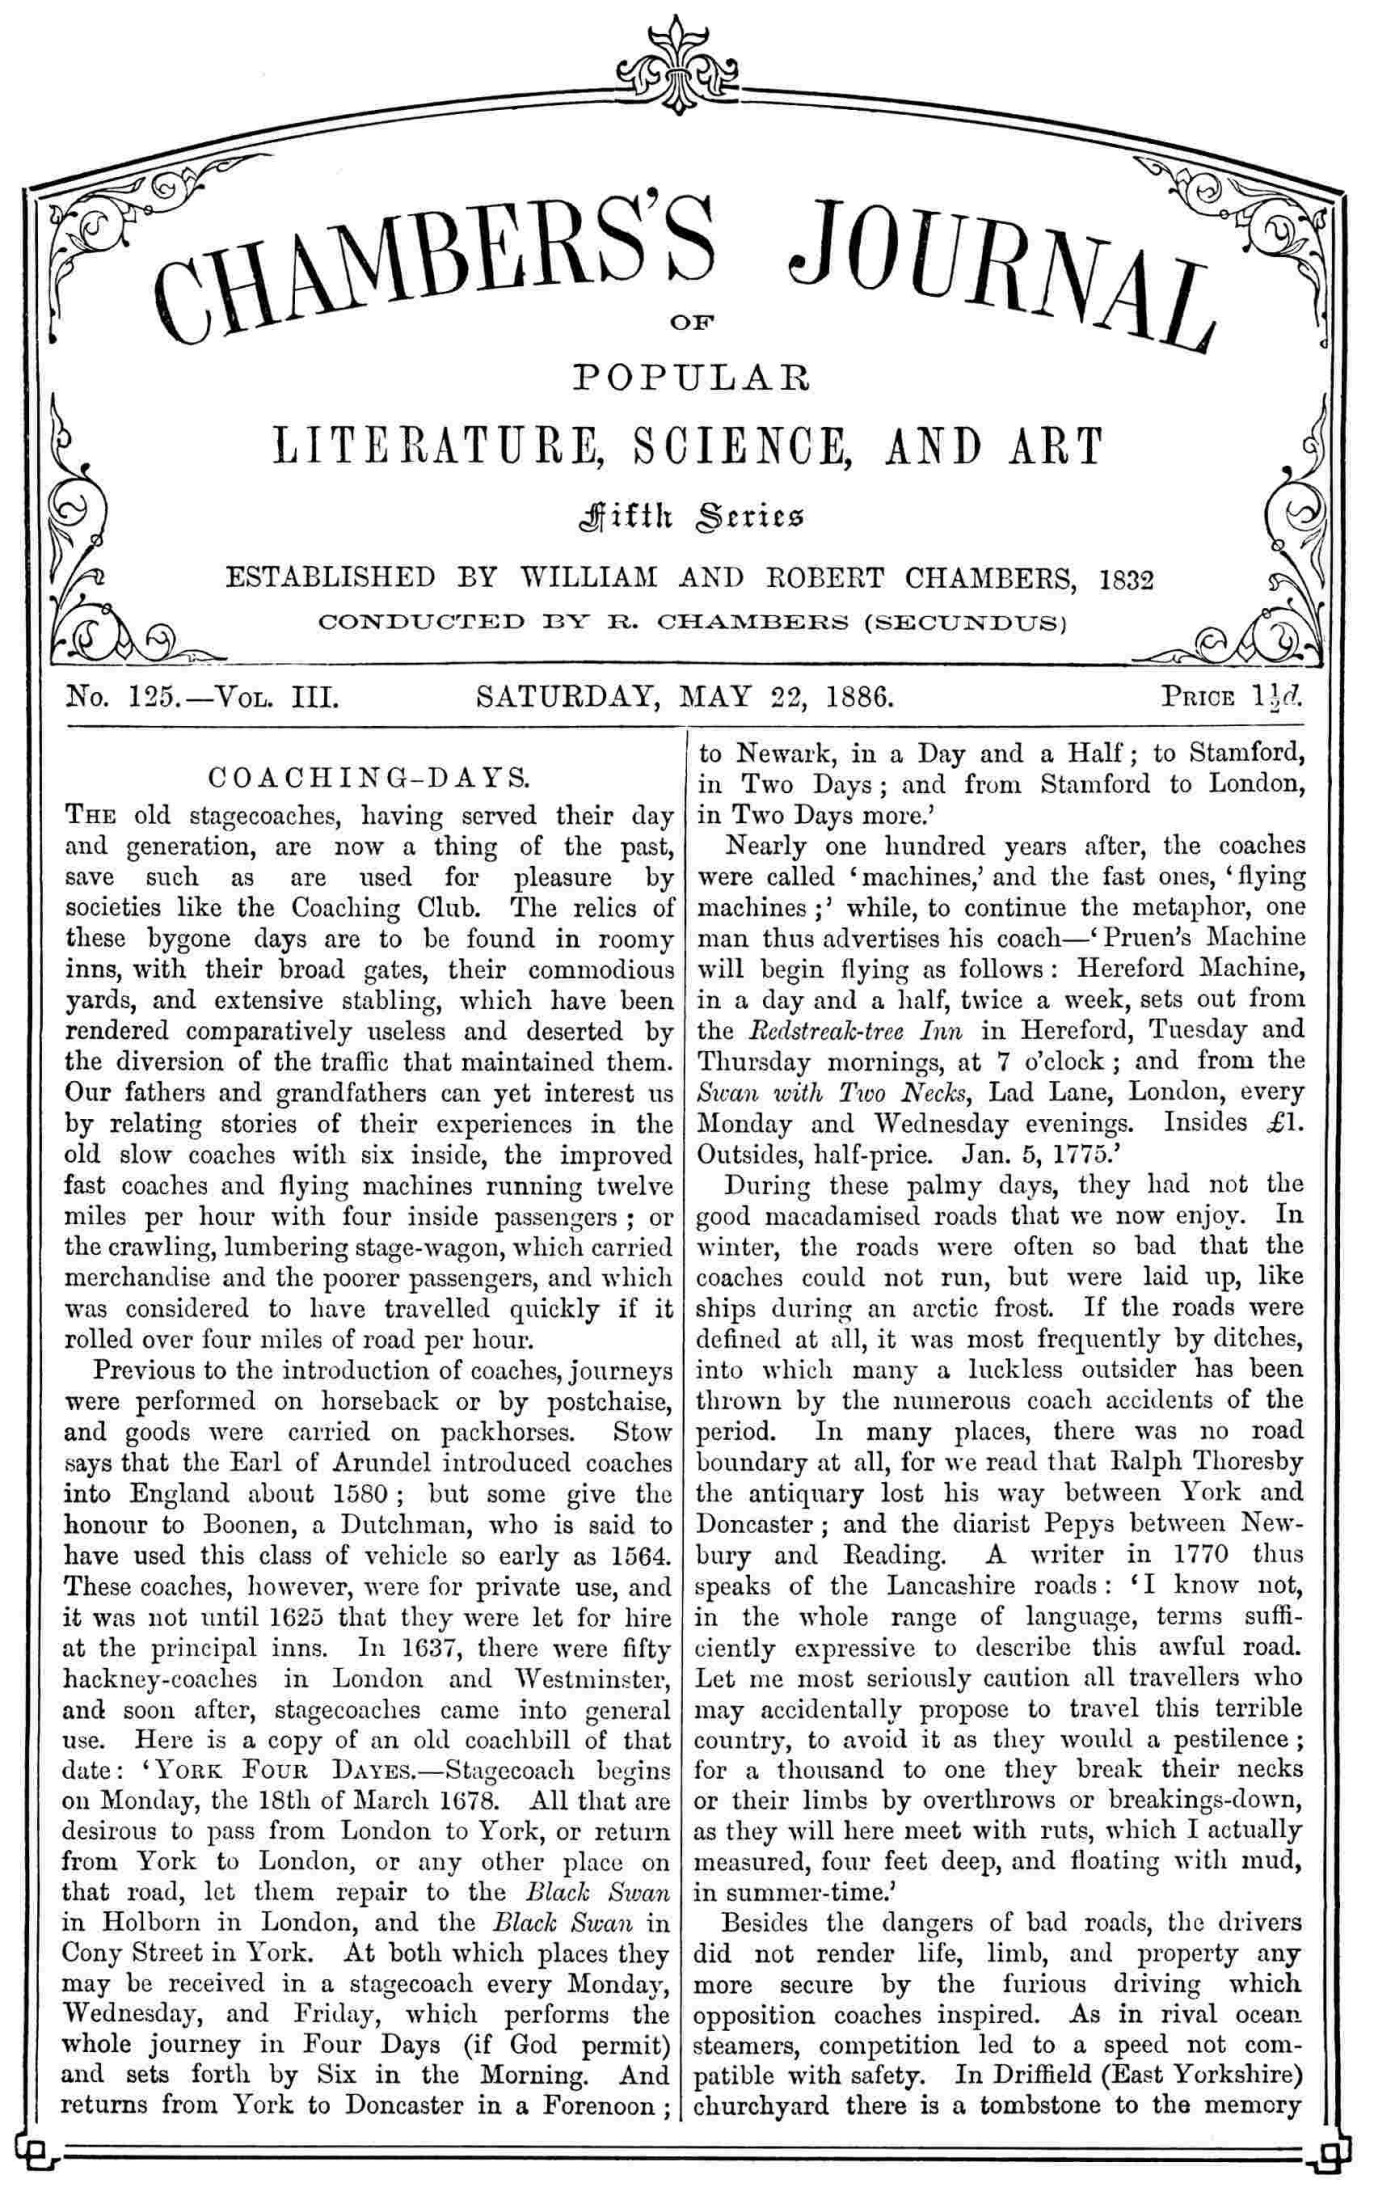 CHAMBERS'S JOURNAL
OF
POPULAR
LITERATURE, SCIENCE, AND ART
Fifth Series
ESTABLISHED BY WILLIAM AND ROBERT CHAMBERS, 1832
CONDUCTED BY R. CHAMBERS (SECUNDUS)
No. 125.—Vol. III.
SATURDAY, MAY 22, 1886.
Price 1½d.
COACHING-DAYS.
The old stagecoaches, having served their day
and generation, are now a thing of the past,
save such as are used for pleasure by
societies like the Coaching Club. The relics of
these bygone days are to be found in roomy
inns, with their broad gates, their commodious
yards, and extensive stabling, which have been
rendered comparatively useless and deserted by
the diversion of the traffic that maintained them.
Our fathers and grandfathers can yet interest us
by relating stories of their experiences in the
old slow coaches with six inside, the improved
fast coaches and flying machines running twelve
miles per hour with four inside passengers ; or
the crawling, lumbering stage-wagon, which carried
merchandise and the poorer passengers, and which
was considered to have travelled quickly if it
rolled over four miles of road per hour.
Previous to the introduction of coaches, journeys
were performed on horseback or by postchaise,
and goods were carried on packhorses. Stow
says that the Earl of Arundel introduced coaches
into England about 1580 ; but some give the
honour to Boonen, a Dutchman, who is said to
have used this class of vehicle so early as 1564.
These coaches, however, were for private use, and
it was not until 1625 that they were let for hire
at the principal inns. In 1637, there were fifty
hackney-coaches in London and Westminster,
and soon after, stagecoaches came into general
use. Here is a copy of an old coachbill of that
date: ‘York Four Dayes.—Stagecoach begins
on Monday, the 18th of March 1678. All that are
desirous to pass from London to York, or return
from York to London, or any other place on
that road, let them repair to the Black Swan
in Holborn in London, and the Black Swan in
Cony Street in York. At both which places they
may be received in a stagecoach every Monday,
Wednesday, and Friday, which performs the
whole journey in Four Days (if God permit)
and sets forth by Six in the Morning. And
returns from York to Doncaster in a Forenoon ;
to Newark, in a Day and a Half ; to Stamford,
in Two Days ; and from Stamford to London,
in Two Days more.’
Nearly one hundred years after, the coaches
were called ‘machines,’ and the fast ones, ‘flying
machines ;’ while, to continue the metaphor, one
man thus advertises his coach—‘Pruen's Machine
will begin flying as follows : Hereford Machine,
in a day and a half, twice a week, sets out from
the Redstreak-tree Inn in Hereford, Tuesday and
Thursday mornings, at 7 o'clock ; and from the
Swan with Two Necks, Lad Lane, London, every
Monday and Wednesday evenings. Insides £1.
Outsides, half-price. Jan. 5, 1775.’
During these palmy days, they had not the
good macadamised roads that we now enjoy. In
winter, the roads were often so bad that the
coaches could not run, but were laid up, like
ships during an arctic frost. If the roads were
defined at all, it was most frequently by ditches,
into which many a luckless outsider has been
thrown by the numerous coach accidents of the
period. In many places, there was no road
boundary at all, for we read that Ralph Thoresby
the antiquary lost his way between York and
Doncaster ; and the diarist Pepys between New-
bury and Reading. A writer in 1770 thus
speaks of the Lancashire roads : ‘I know not,
in the whole range of language, terms suffi-
ciently expressive to describe this awful road.
Let me most seriously caution all travellers who
may accidentally propose to travel this terrible
country, to avoid it as they would a pestilence ;
for a thousand to one they break their necks
or their limbs by overthrows or breakings-down,
as they will here meet with ruts, which I actually
measured, four feet deep, and floating with mud,
in summer-time.’
Besides the dangers of bad roads, the drivers
did not render life, limb, and property any
more secure by the furious driving which
opposition coaches inspired. As in rival ocean
steamers, competition led to a speed not com-
patible with safety. In Driffield (East Yorkshire)
churchyard there is a tombstone to the memory